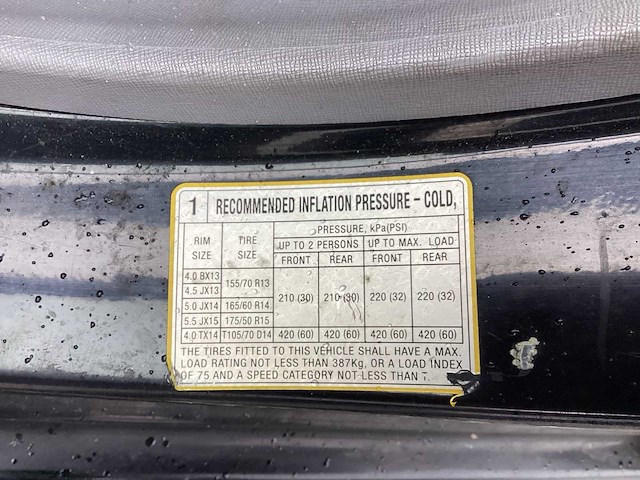 1 RECOMMENDED INFLATION PRESSURE - COLD,
RIM SIZE TIRE SIZE PRESSURE, kPa(PSI)
UP TO 2 PERSONS UP TO MAX. LOAD
FRONT REAR FRONT REAR
4.0 BX13 155/70 R13 210 (30) 210 (30) 220 (32) 220 (32)
4.5 JX13
5.0 JX14 165/60 R14
5.5 JX15 175/50 R15
4.0 TX14 T105/70 D14 420 (60) 420 (60) 420 (60) 420 (60)
THE TIRES FITTED TO THIS VEHICLE SHALL HAVE A MAX.
LOAD RATING NOT LESS THAN 387Kg, OR A LOAD INDEX
OF 75 AND A SPEED CATEGORY NOT LESS THAN